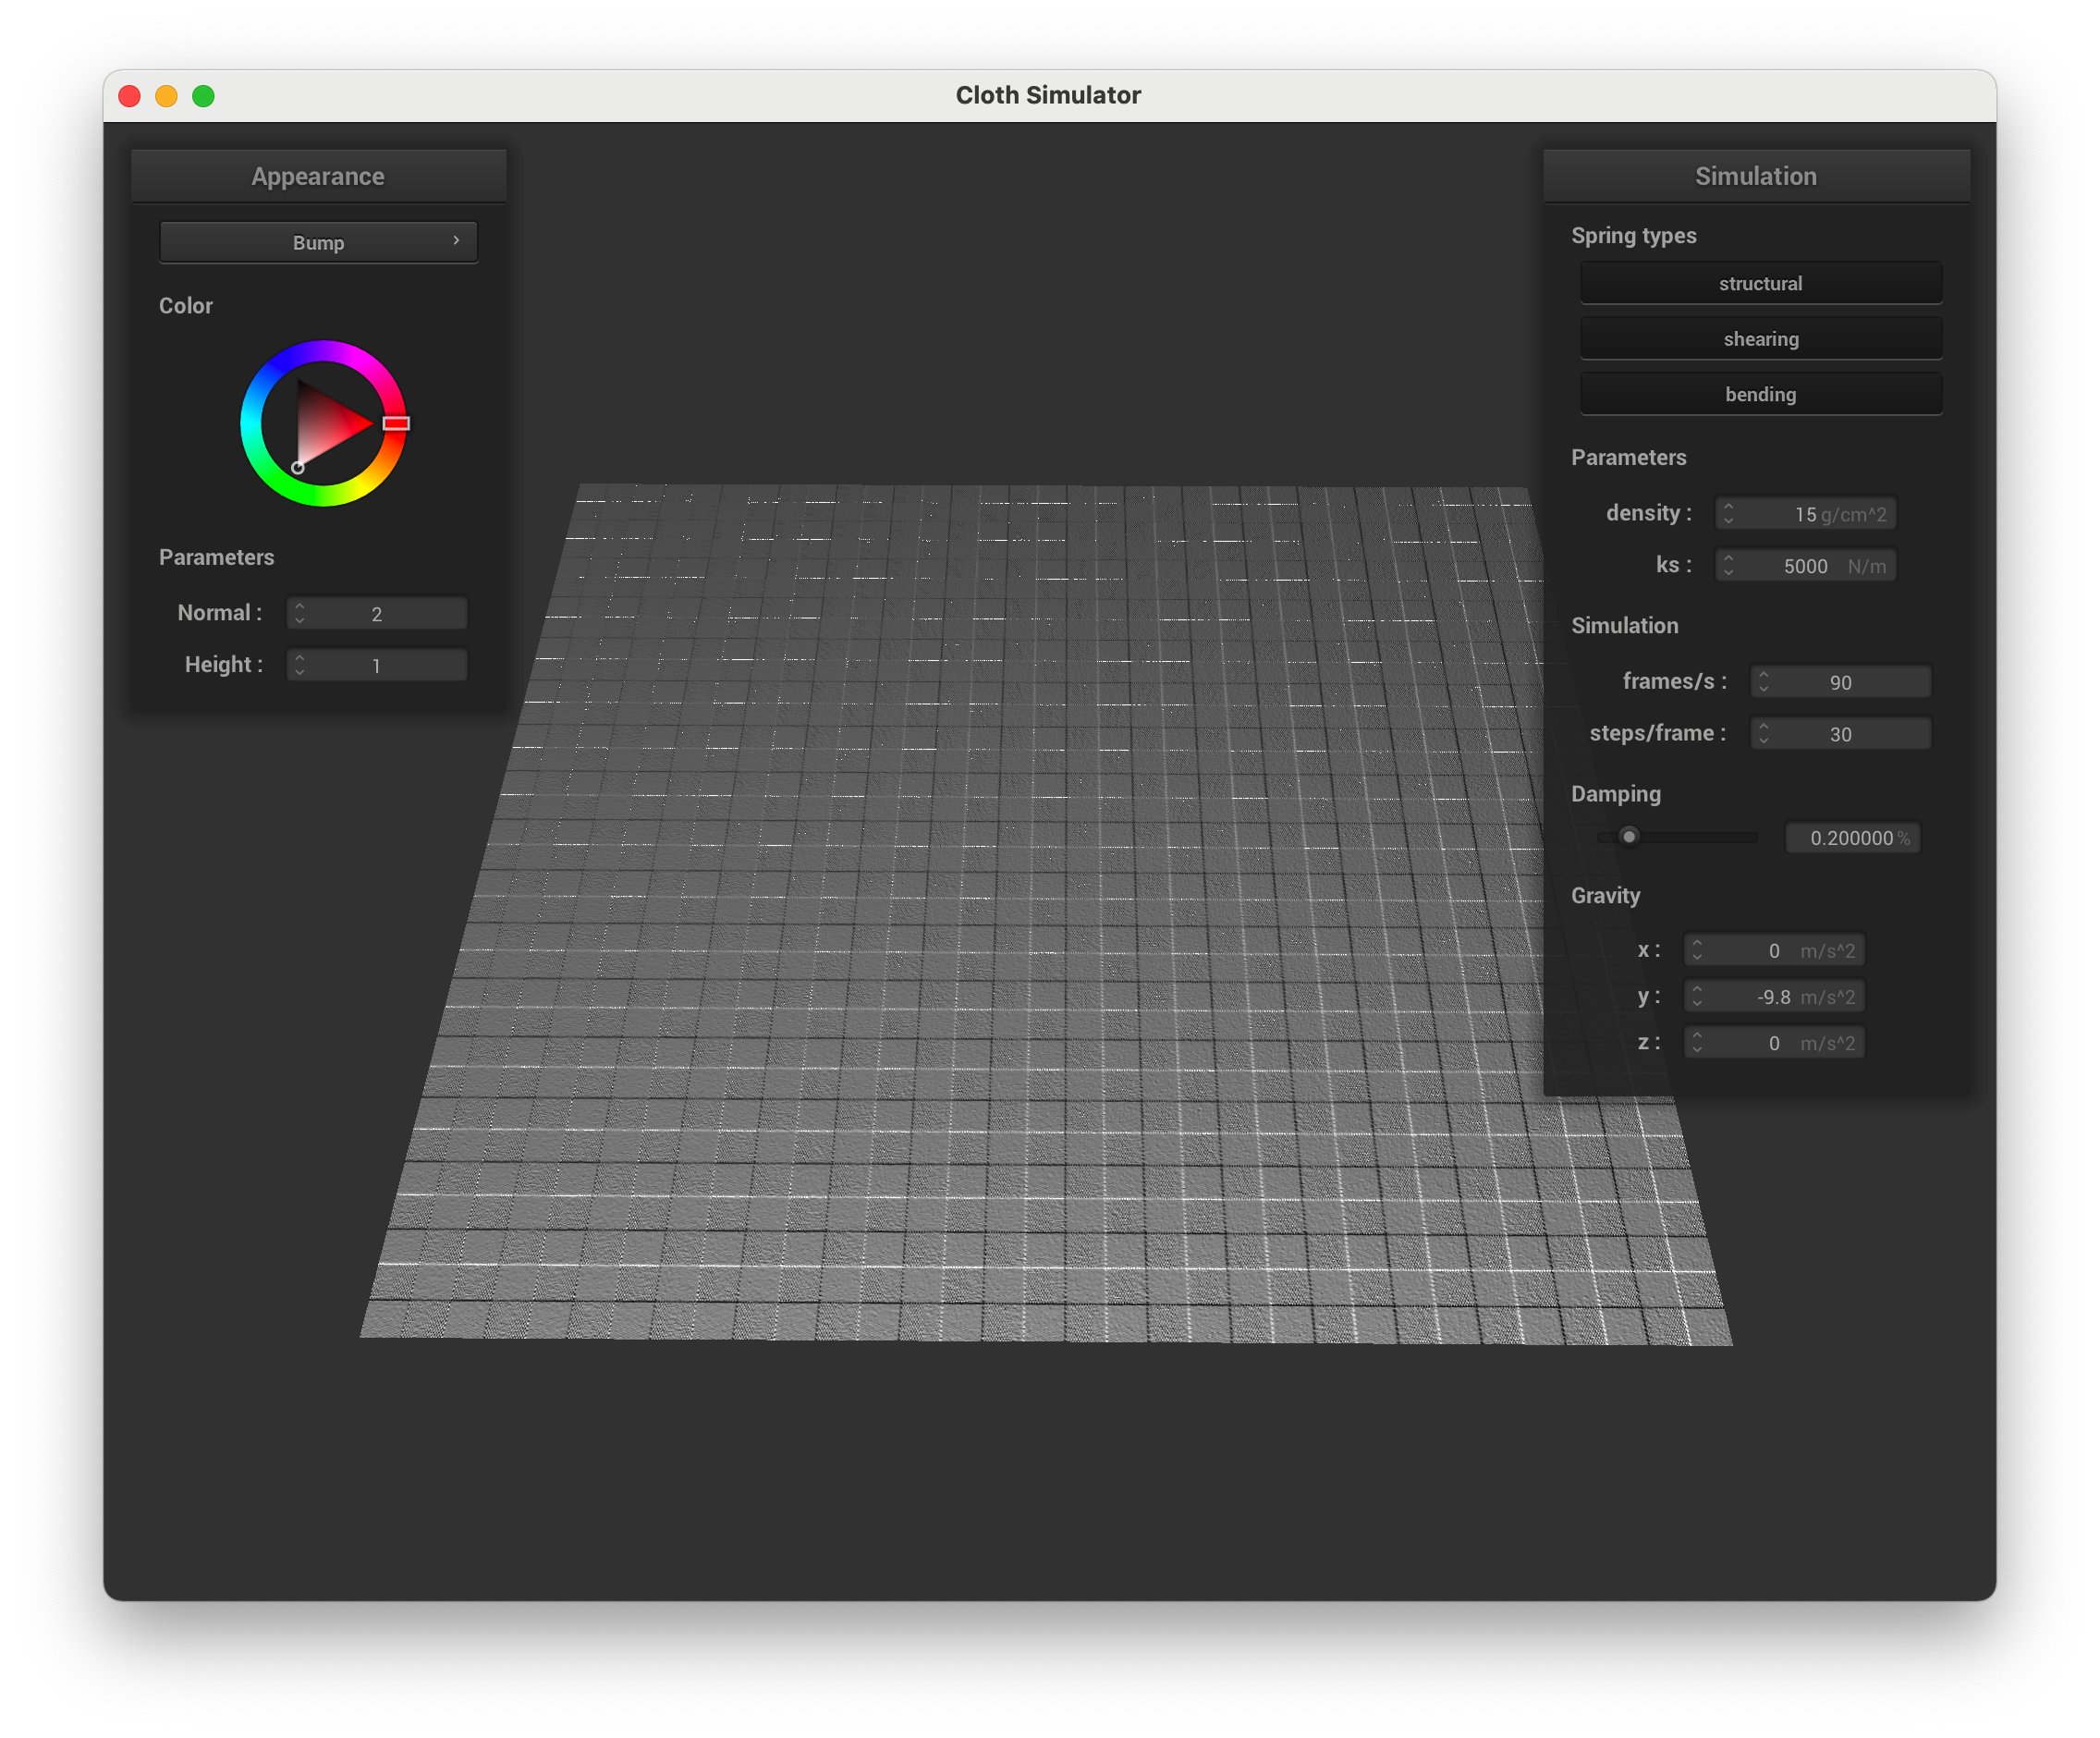 Cloth Simulator
Appearance
Bump
Color
Parameters
Normal : 2
Height : 1
Simulation
Spring types
structural
shearing
bending
Parameters
density : 15 g/cm^2
ks : 5000 N/m
Simulation
frames/s : 90
steps/frame : 30
Damping
0.200000 %
Gravity
x : 0 m/s^2
y : -9.8 m/s^2
z : 0 m/s^2